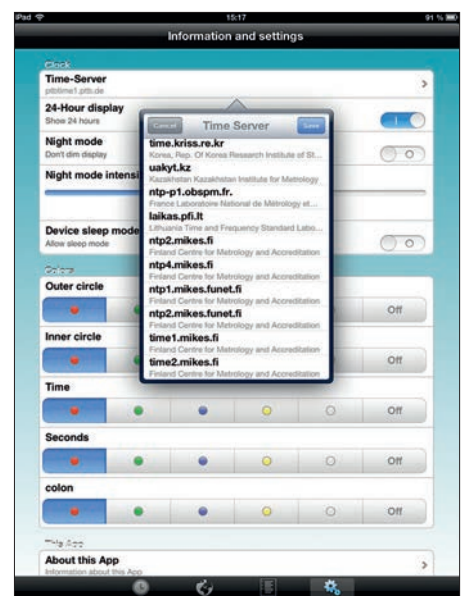 iPad 15:17 91 %
Information and settings
Clock
Time-Server
ptbtime1.ptb.de
24-Hour display
Show 24 hours
Night mode
Don't dim display
Night mode intensi
Device sleep mode
Allow sleep mode
Cancel Time Server Save
time.kriss.re.kr
Korea, Rep. Of Korea Research Institute of St...
uakyt.kz
Kazakhstan Kazakhstan Institute for Metrology
ntp-p1.obspm.fr.
France Laboratoire National de Métrologie et...
laikas.pfi.lt
Lithuania Time and Frequency Standard Labo...
ntp2.mikes.fi
Finland Centre for Metrology and Accreditation
ntp4.mikes.fi
Finland Centre for Metrology and Accreditation
ntp1.mikes.funet.fi
Finland Centre for Metrology and Accreditation
ntp2.mikes.funet.fi
Finland Centre for Metrology and Accreditation
time1.mikes.fi
Finland Centre for Metrology and Accreditation
time2.mikes.fi
Finland Centre for Metrology and Accreditation
Colors
Outer circle
Off
Inner circle
Off
Time
Off
Seconds
Off
colon
Off
This App
About this App
Information about this App